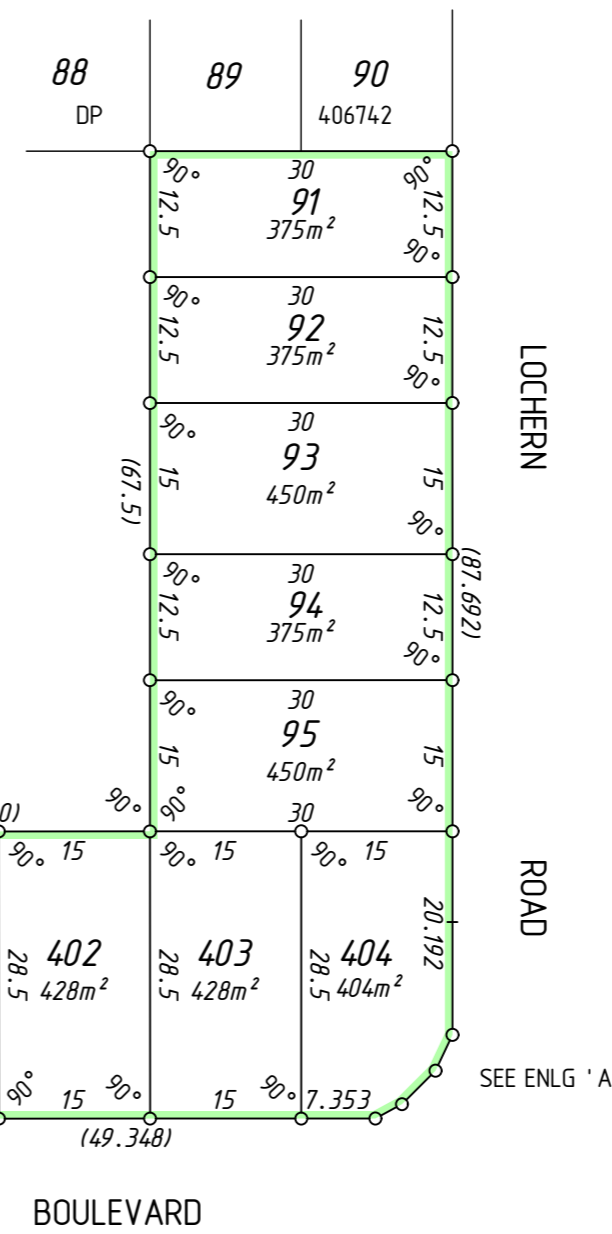 88 89 90
DP 406742
90° 30 90°
12.5 91 12.5
375m²
90°
90° 30
12.5 92 12.5
375m²
90°
LOCHERN
90° 30
(67.5) 15 93 15
450m²
90°
90° 30 (87.692)
12.5 94 12.5
375m²
90°
90° 30
15 95 15
450m²
90° 90° 90°
0) 30
90° 15 90° 15 90° 15
ROAD
20.192
28.5 402 28.5 403 28.5 404
428m² 428m² 404m²
SEE ENLG 'A
90° 15 90° 15 90° 7.353
(49.348)
BOULEVARD